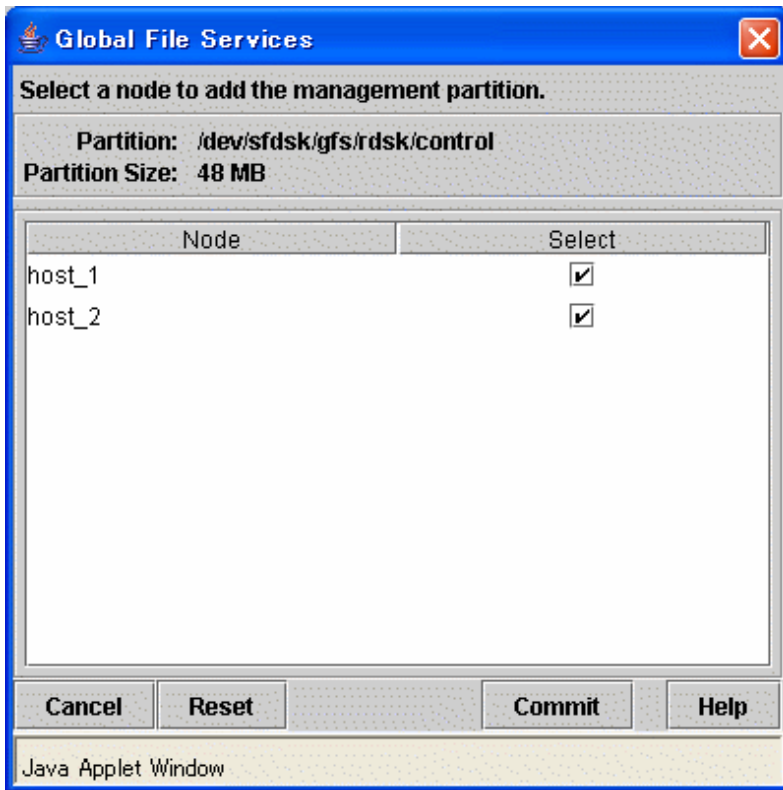 Global File Services
Select a node to add the management partition.
Partition: /dev/sfdsk/gfs/rdsk/control
Partition Size: 48 MB
Node Select
host_1
host_2
Cancel Reset Commit Help
Java Applet Window